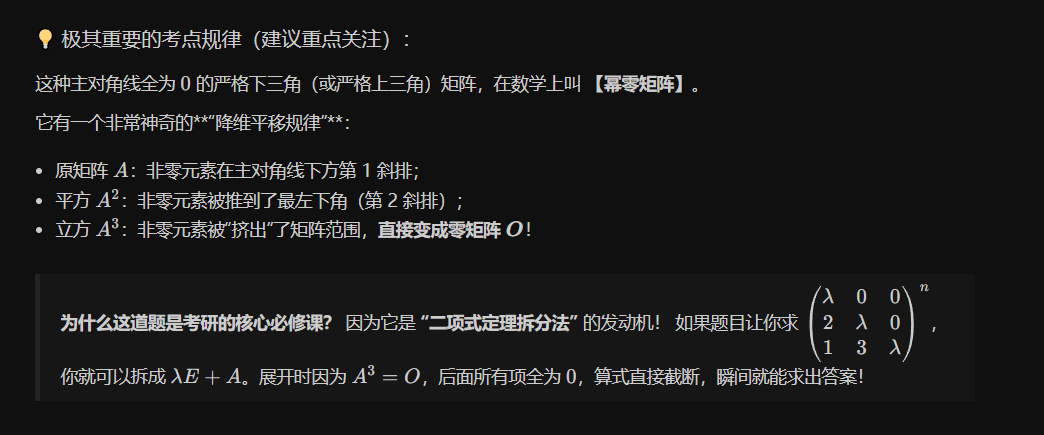 💡 极其重要的考点规律（建议重点关注）：
这种主对角线全为 0 的严格下三角（或严格上三角）矩阵，在数学上叫【幂零矩阵】。
它有一个非常神奇的**“降维平移规律”**：
• 原矩阵 A：非零元素在主对角线下方第 1 斜排；
• 平方 A²：非零元素被推到了最左下角（第 2 斜排）；
• 立方 A³：非零元素被“挤出”了矩阵范围，直接变成零矩阵 O！
为什么这道题是考研的核心必修课？ 因为它是 “二项式定理拆分法” 的发动机！ 如果题目让你求 (λ 0 0; 2 λ 0; 1 3 λ)ⁿ，
你就可以拆成 λE + A。展开时因为 A³ = O，后面所有项全为 0，算式直接截断，瞬间就能求出答案！